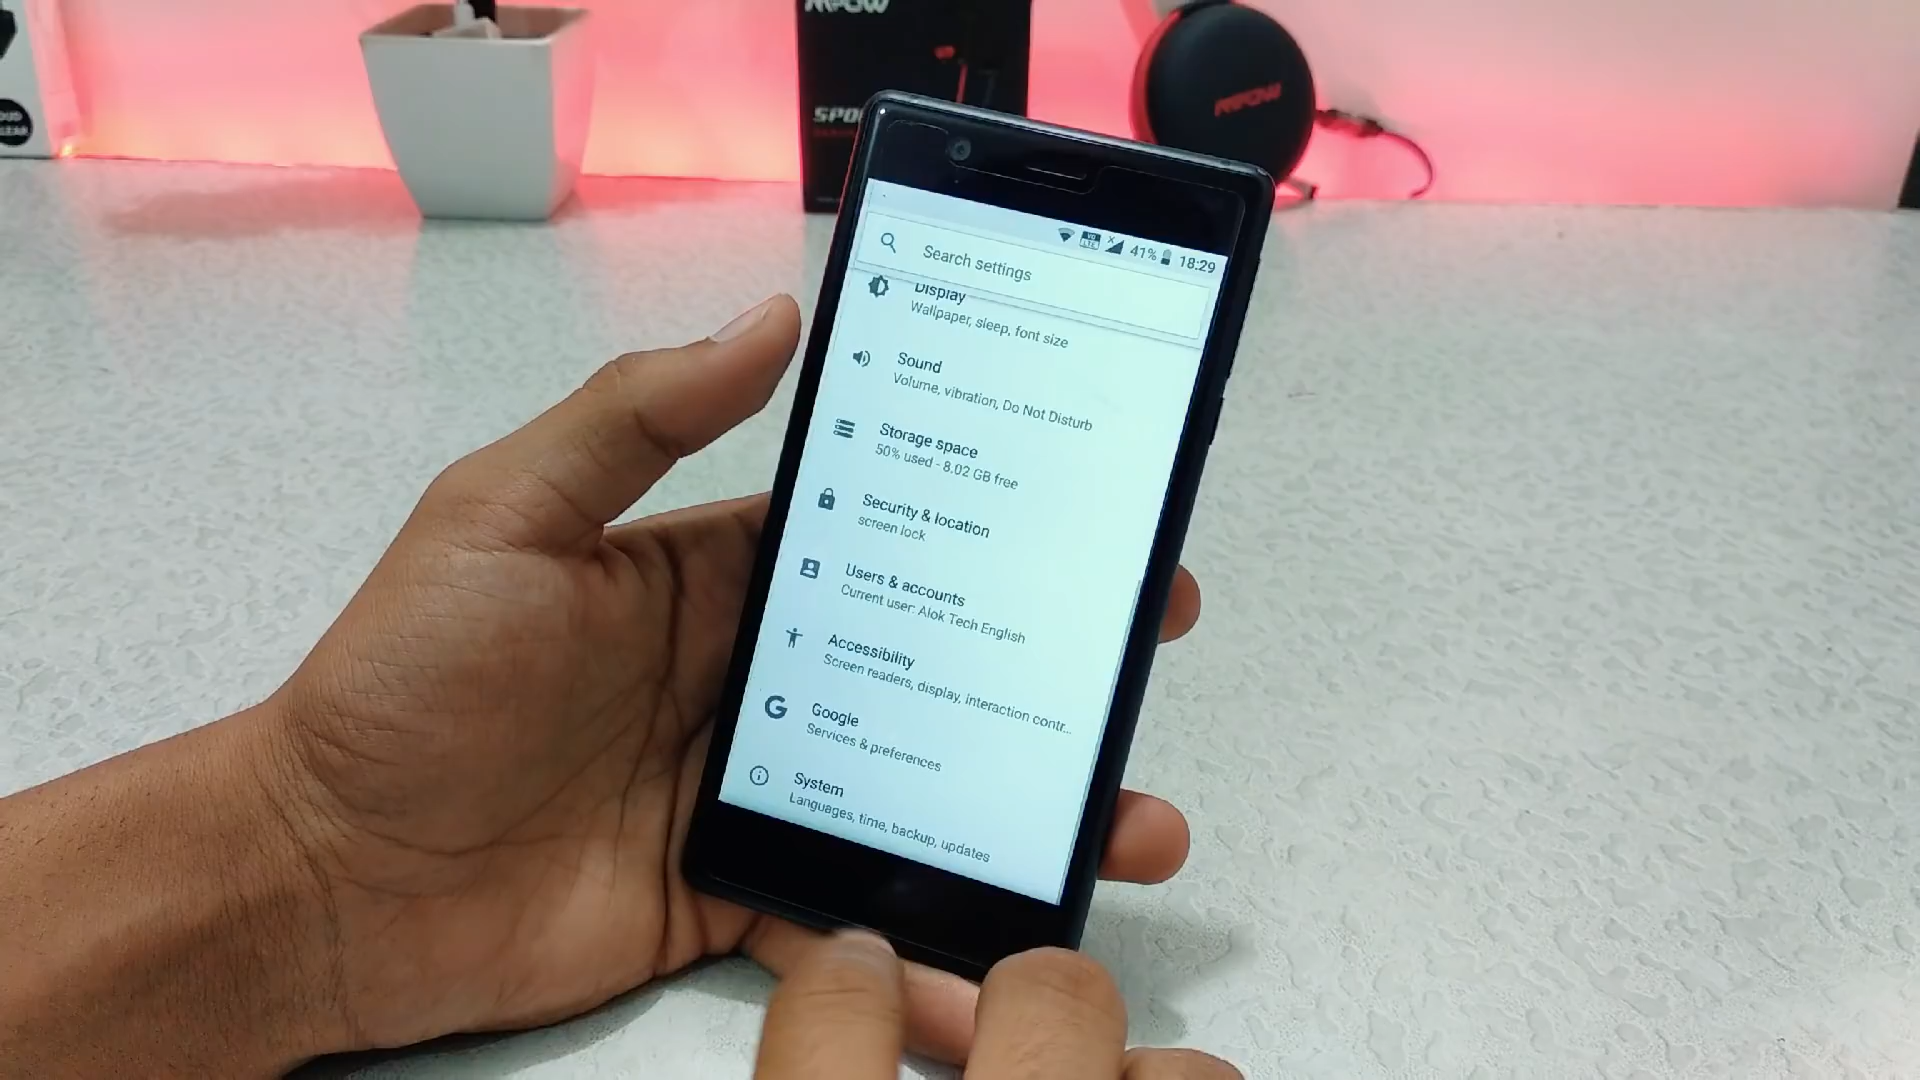 MPOW
MPOW
41% 18:29
Search settings
Display
Wallpaper, sleep, font size
Sound
Volume, vibration, Do Not Disturb
Storage space
50% used - 8.02 GB free
Security & location
screen lock
Users & accounts
Current user: Alok Tech English
Accessibility
Screen readers, display, interaction contr...
Google
Services & preferences
System
Languages, time, backup, updates